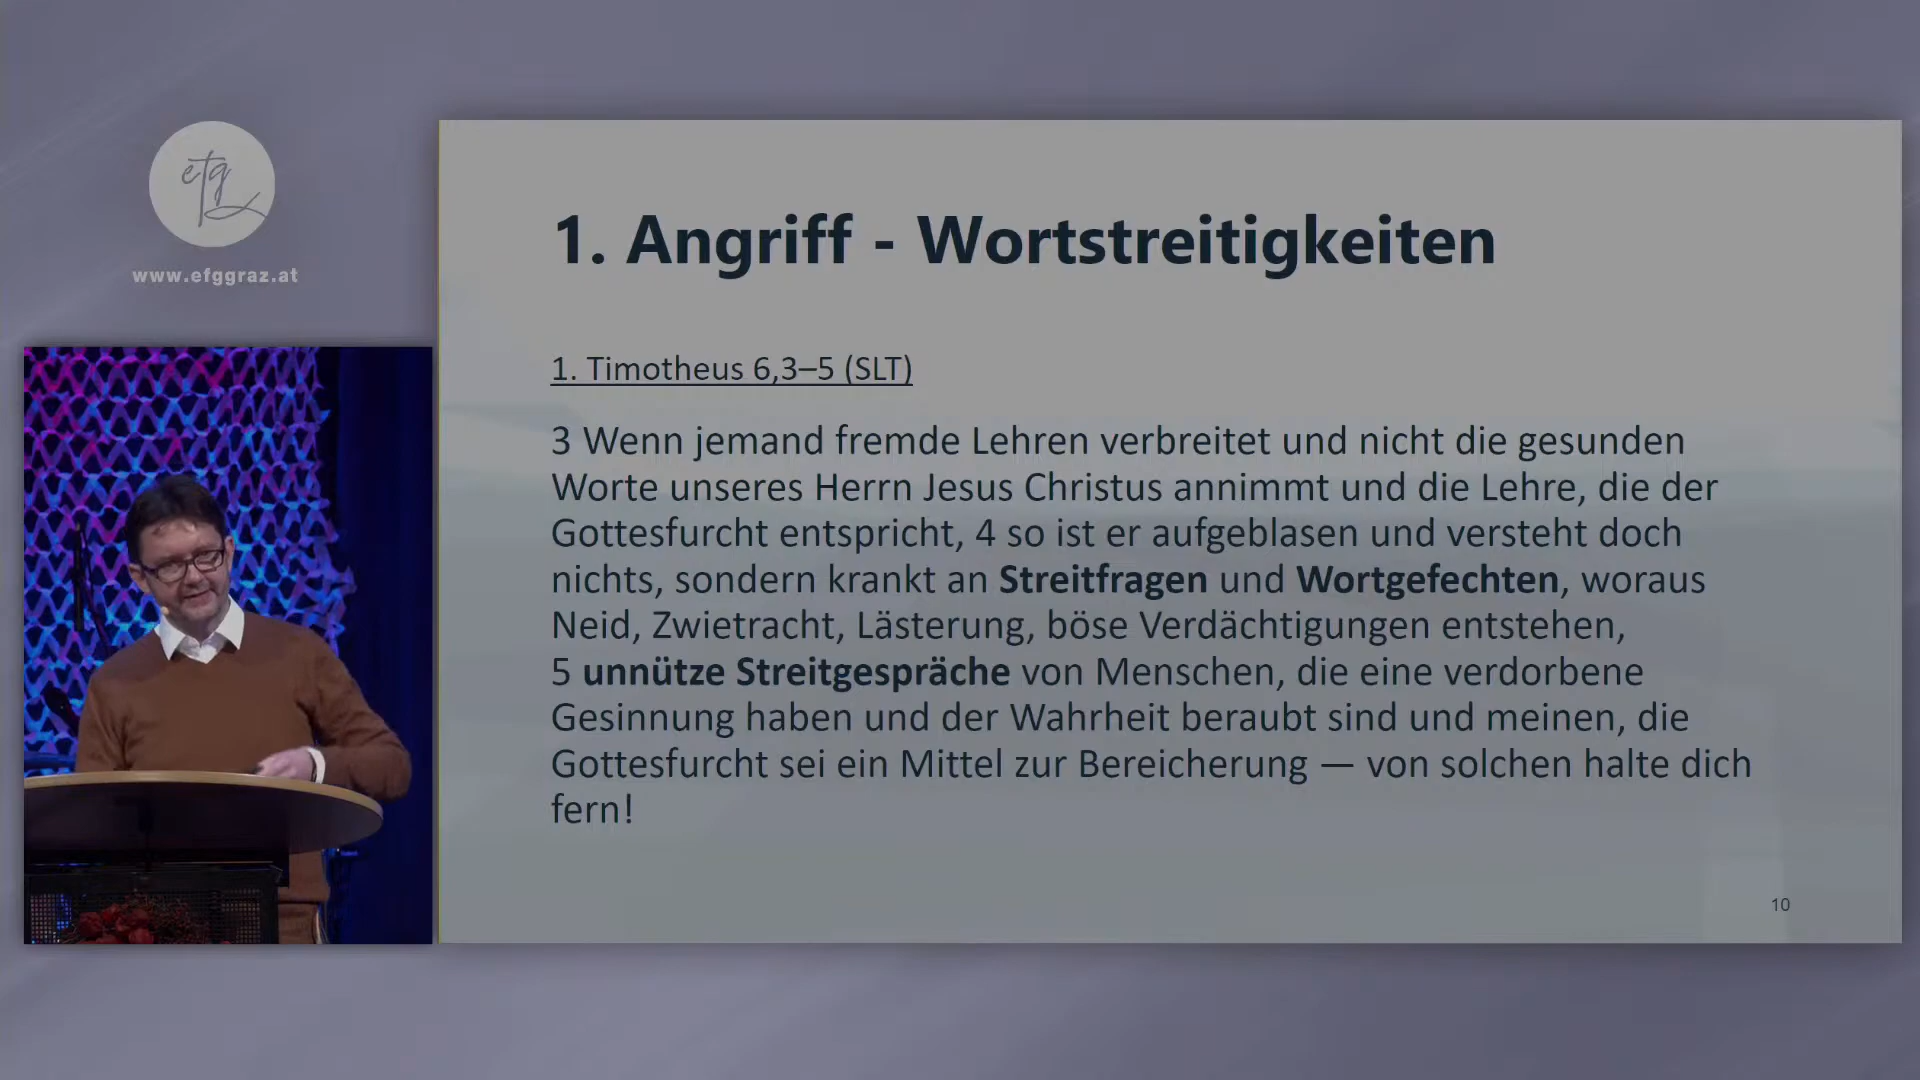 efg
www.efggraz.at
1. Angriff - Wortstreitigkeiten
1. Timotheus 6,3–5 (SLT)
3 Wenn jemand fremde Lehren verbreitet und nicht die gesunden
Worte unseres Herrn Jesus Christus annimmt und die Lehre, die der
Gottesfurcht entspricht, 4 so ist er aufgeblasen und versteht doch
nichts, sondern krankt an Streitfragen und Wortgefechten, woraus
Neid, Zwietracht, Lästerung, böse Verdächtigungen entstehen,
5 unnütze Streitgespräche von Menschen, die eine verdorbene
Gesinnung haben und der Wahrheit beraubt sind und meinen, die
Gottesfurcht sei ein Mittel zur Bereicherung — von solchen halte dich
fern!
10